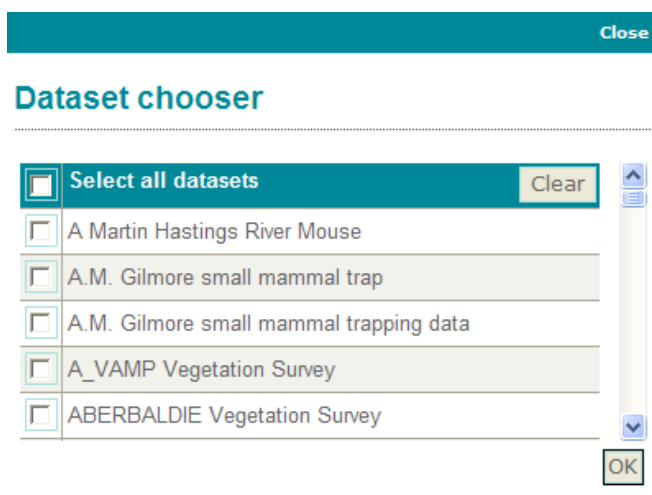 Close
Dataset chooser
Select all datasets Clear
A Martin Hastings River Mouse
A.M. Gilmore small mammal trap
A.M. Gilmore small mammal trapping data
A_VAMP Vegetation Survey
ABERBALDIE Vegetation Survey
OK